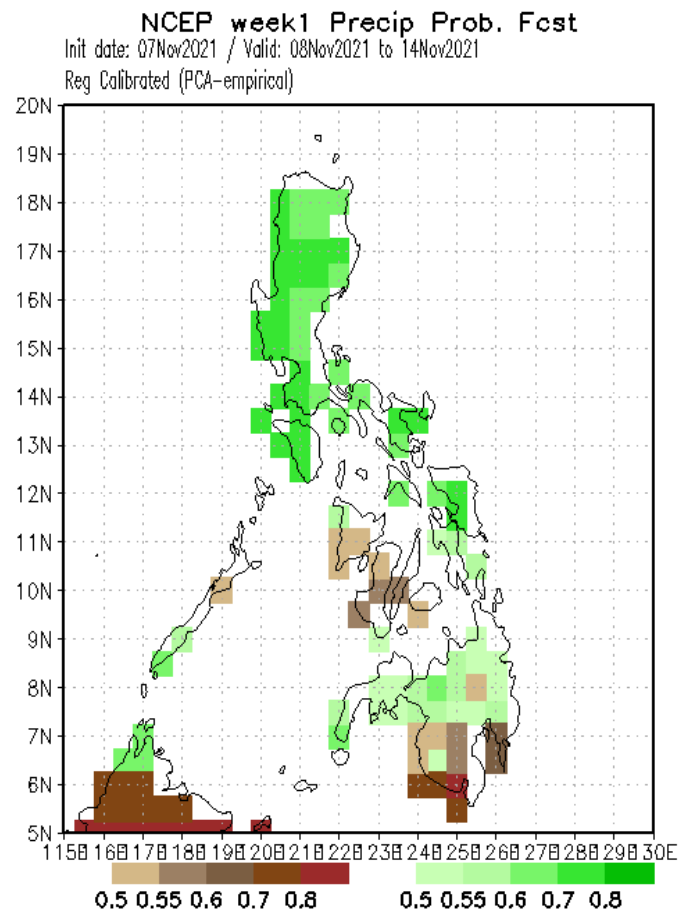 NCEP week1 Precip Prob. Fcst
Init date: 07Nov2021 / Valid: 08Nov2021 to 14Nov2021
Reg Calibrated (PCA-empirical)
20N
19N
18N
17N
16N
15N
14N
13N
12N
11N
10N
9N
8N
7N
6N
5N
115E 116E 117E 118E 119E 120E 121E 122E 123E 124E 125E 126E 127E 128E 129E 130E
0.5 0.55 0.6 0.7 0.8 0.5 0.55 0.6 0.7 0.8